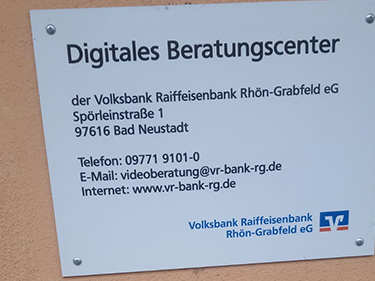 Digitales Beratungscenter
der Volksbank Raiffeisenbank Rhön-Grabfeld eG
Spörleinstraße 1
97616 Bad Neustadt
Telefon: 09771 9101-0
E-Mail: videoberatung@vr-bank-rg.de
Internet: www.vr-bank-rg.de
Volksbank Raiffeisenbank
Rhön-Grabfeld eG